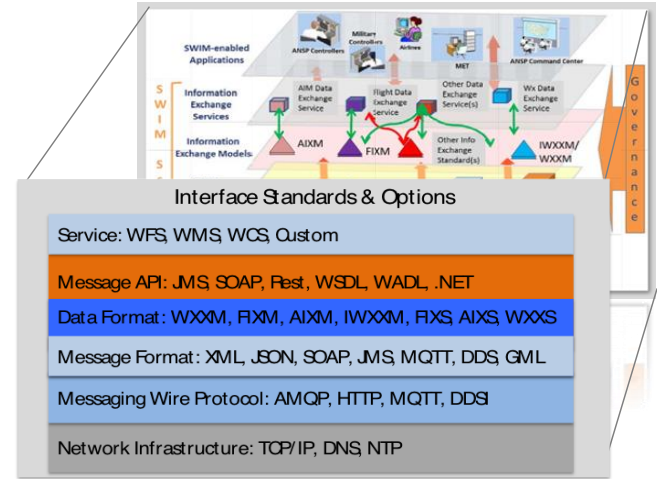 SWIM-enabled
Applications
ANSP Controllers
Military
Controllers
Airlines
MET
ANSP Command Center
SWIM
Information
Exchange
Services
AIM Data
Exchange
Service
Flight Data
Exchange
Service
Other Data
Exchange
Service(s)
Wx Data
Exchange
Service
Information
Exchange Models
AIXM
FIXM
Other Info
Exchange
Standard(s)
IWXXM/
WXXM
S
Governance
Interface Standards & Options
Service: WFS, WMS, WCS, Custom
Message API: JMS, SOAP, Rest, WSDL, WADL, .NET
Data Format: WXXM, FIXM, AIXM, IWXXM, FIXS, AIXS, WXXS
Message Format: XML, JSON, SOAP, JMS, MQTT, DDS, GML
Messaging Wire Protocol: AMQP, HTTP, MQTT, DDSI
Network Infrastructure: TCP/IP, DNS, NTP